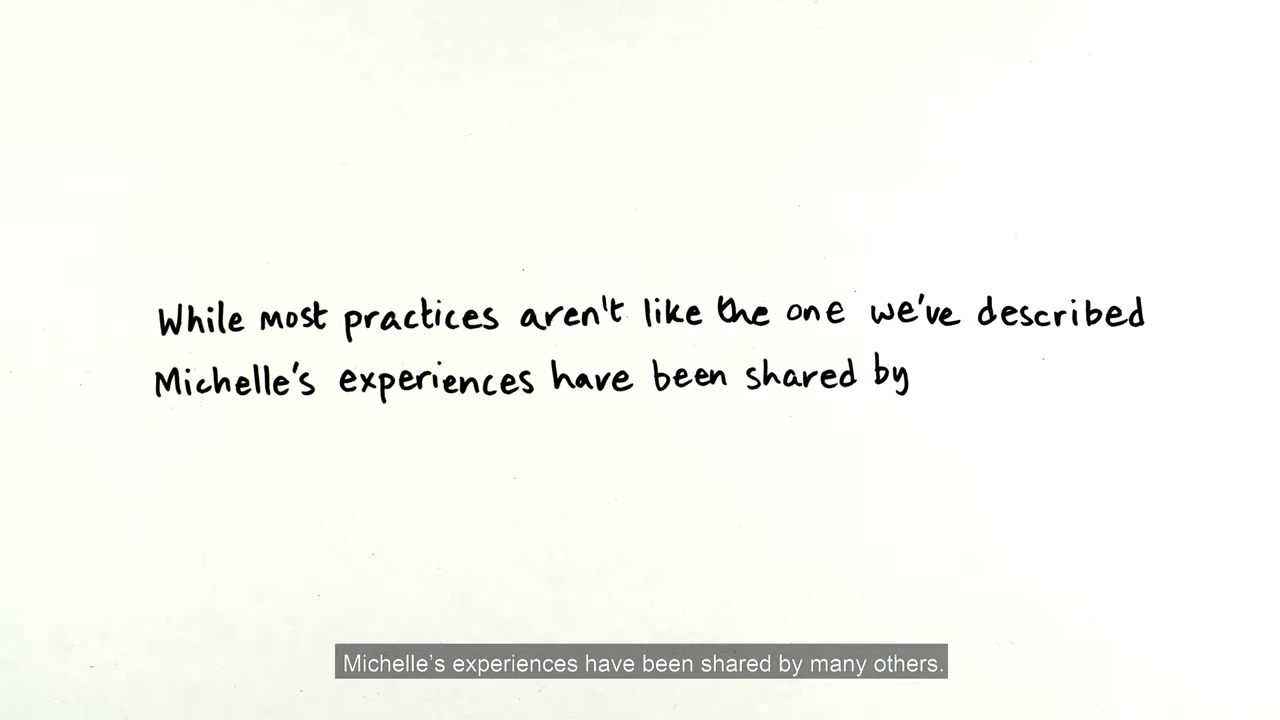 While most practices aren't like the one we've described
Michelle's experiences have been shared by
Michelle's experiences have been shared by many others.